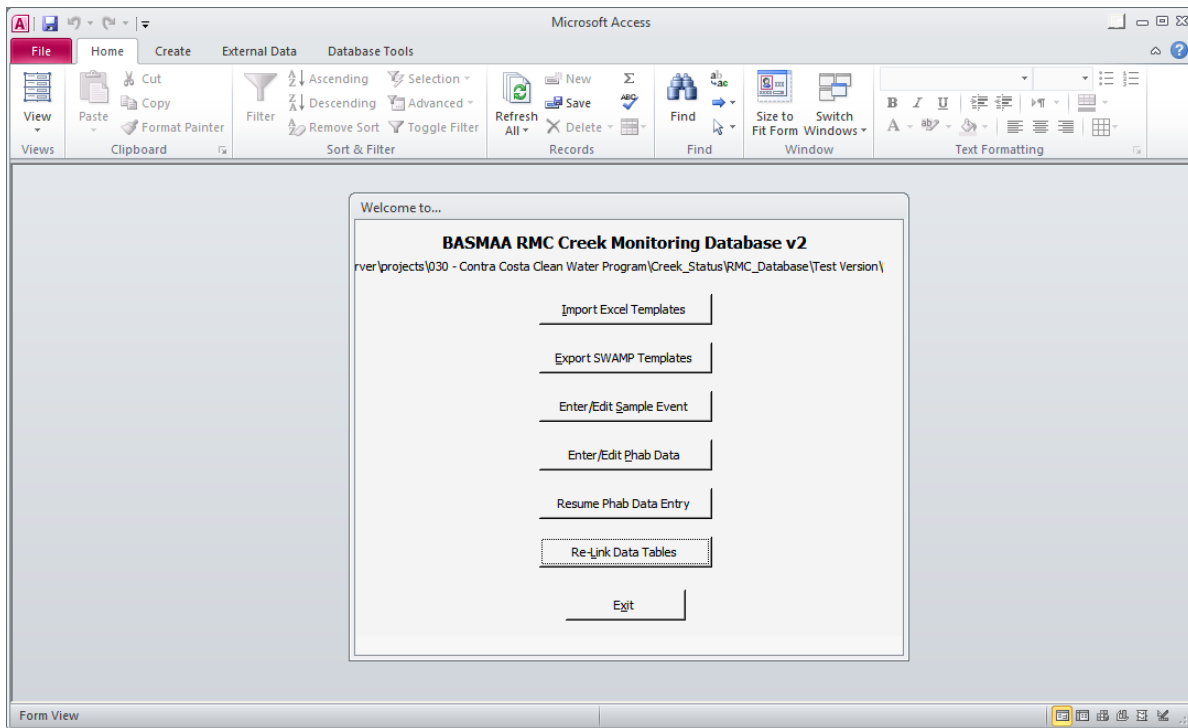 A
Microsoft Access
File Home Create External Data Database Tools
View
Views
Paste
Cut
Copy
Format Painter
Clipboard
Filter
Ascending
Descending
Remove Sort
Selection
Advanced
Toggle Filter
Sort & Filter
Refresh
All
New
Save
Delete
Σ
ABC
Records
Find
ab
ac
Find
Size to
Fit Form
Switch
Windows
Window
B I U
A
ab
Text Formatting
Welcome to...
BASMAA RMC Creek Monitoring Database v2
rver\projects\030 - Contra Costa Clean Water Program\Creek_Status\RMC_Database\Test Version\
Import Excel Templates
Export SWAMP Templates
Enter/Edit Sample Event
Enter/Edit Phab Data
Resume Phab Data Entry
Re-Link Data Tables
Exit
Form View